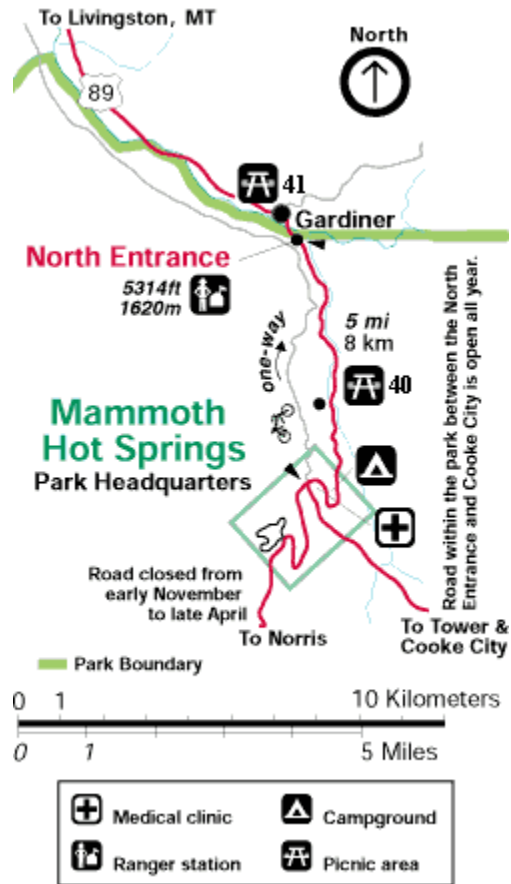 To Livingston, MT
North
89
41
Gardiner
North Entrance
5314ft
1620m
one-way
5 mi
8 km
40
Road within the park between the North
Entrance and Cooke City is open all year.
Mammoth
Hot Springs
Park Headquarters
Road closed from
early November
to late April
To Norris
To Tower &
Cooke City
Park Boundary
0 1 10 Kilometers
0 1 5 Miles
Medical clinic
Campground
Ranger station
Picnic area